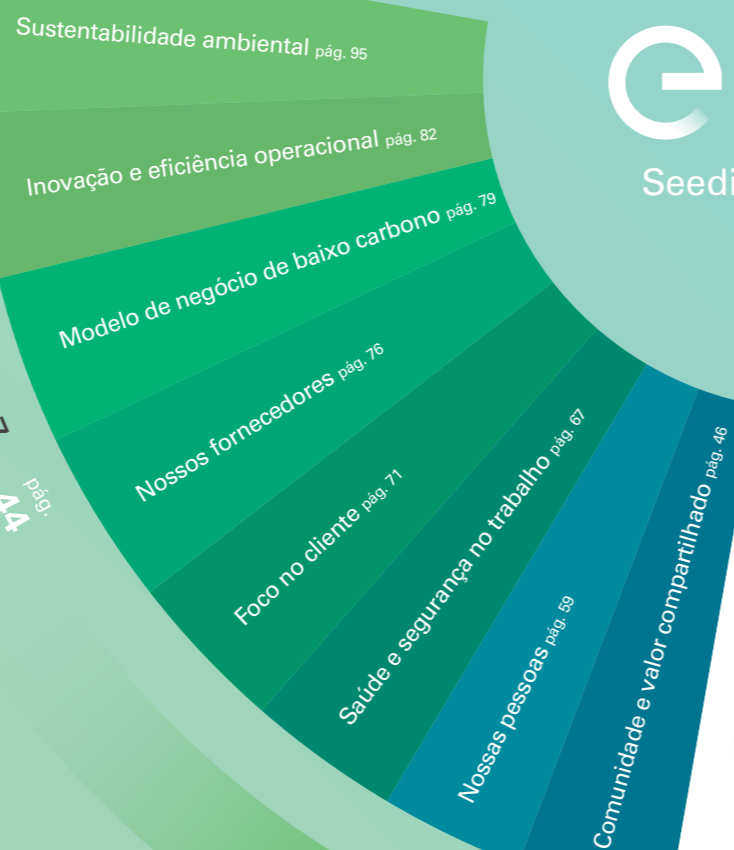 Sustentabilidade ambiental pág. 95
Inovação e eficiência operacional pág. 82
Modelo de negócio de baixo carbono pág. 79
Nossos fornecedores pág. 76
Foco no cliente pág. 71
Saúde e segurança no trabalho pág. 67
Nossas pessoas pág. 59
Comunidade e valor compartilhado pág. 46
pág.
44
e
Seedi